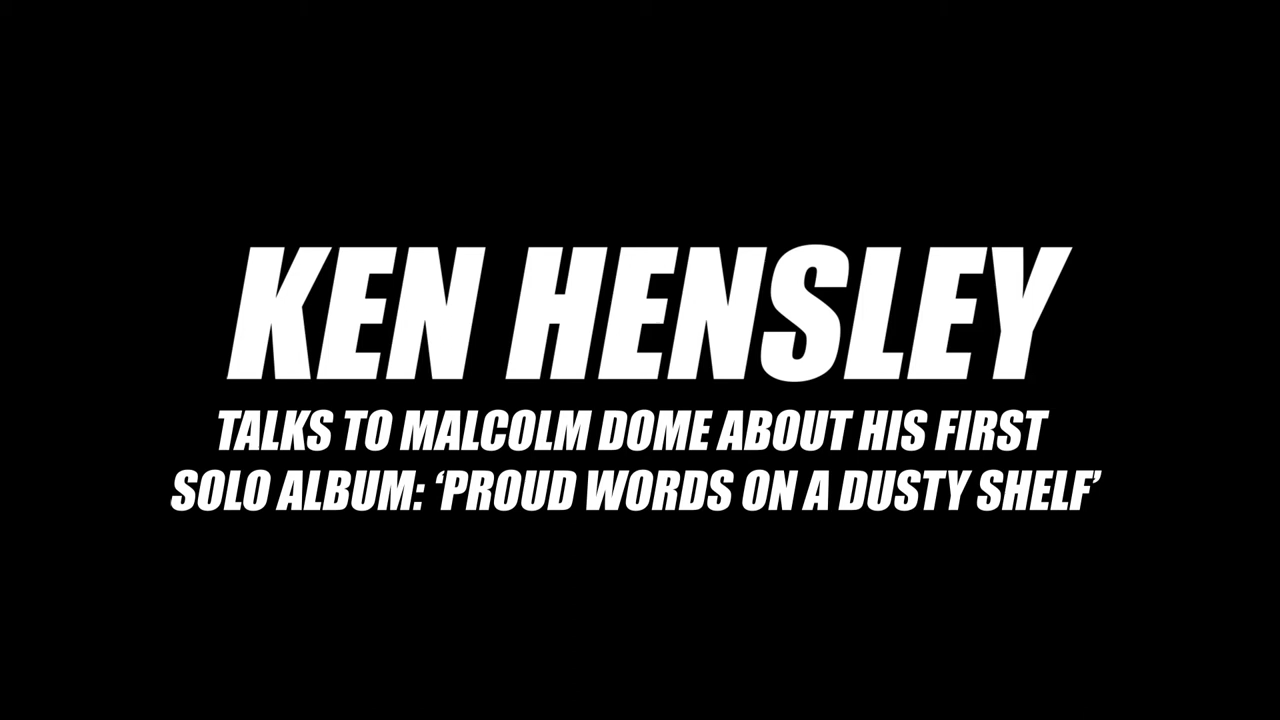 KEN HENSLEY
TALKS TO MALCOLM DOME ABOUT HIS FIRST
SOLO ALBUM: ‘PROUD WORDS ON A DUSTY SHELF’